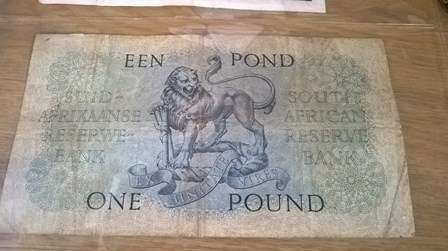 EEN POND
SUID-
AFRIKAANSE
RESERWE-
BANK
SOUTH
AFRICAN
RESERVE
BANK
ONE POUND